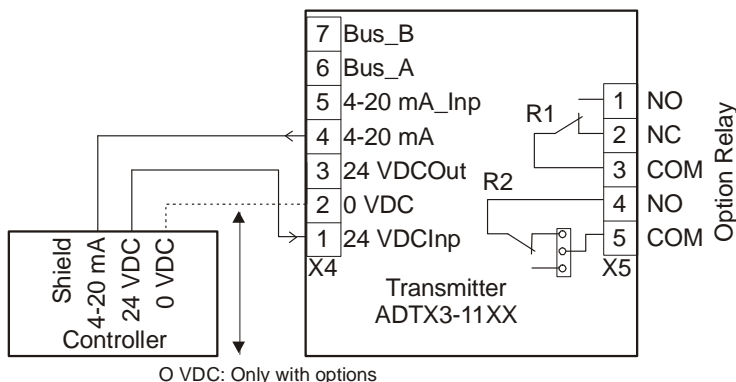 7 Bus_B
6 Bus_A
5 4-20 mA_Inp
4 4-20 mA
3 24 VDCOut
2 0 VDC
1 24 VDCInp
X4
R1
R2
1 NO
2 NC
3 COM
4 NO
5 COM
X5
Option Relay
Transmitter
ADTX3-11XX
Shield
4-20 mA
24 VDC
0 VDC
Controller
O VDC: Only with options